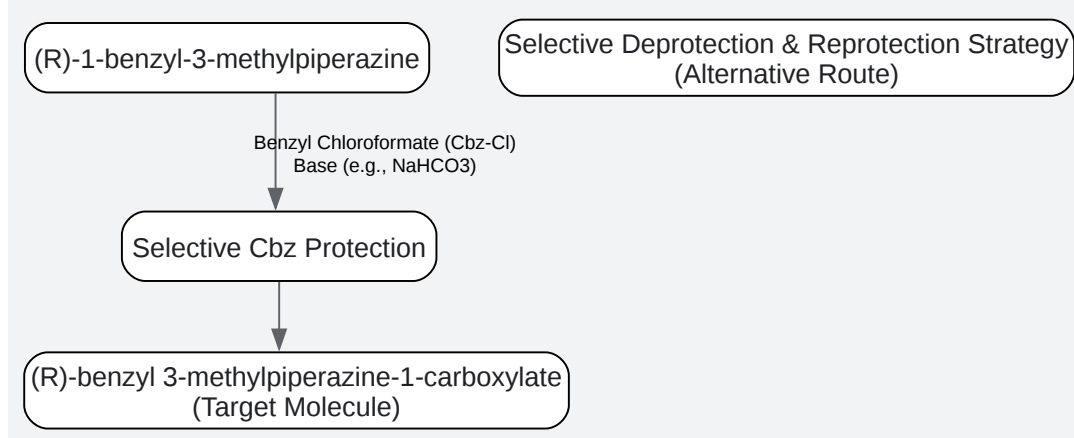 (R)-1-benzyl-3-methylpiperazine
Selective Deprotection & Reprotection Strategy
(Alternative Route)
Benzyl Chloroformate (Cbz-Cl)
Base (e.g., NaHCO3)
Selective Cbz Protection
(R)-benzyl 3-methylpiperazine-1-carboxylate
(Target Molecule)